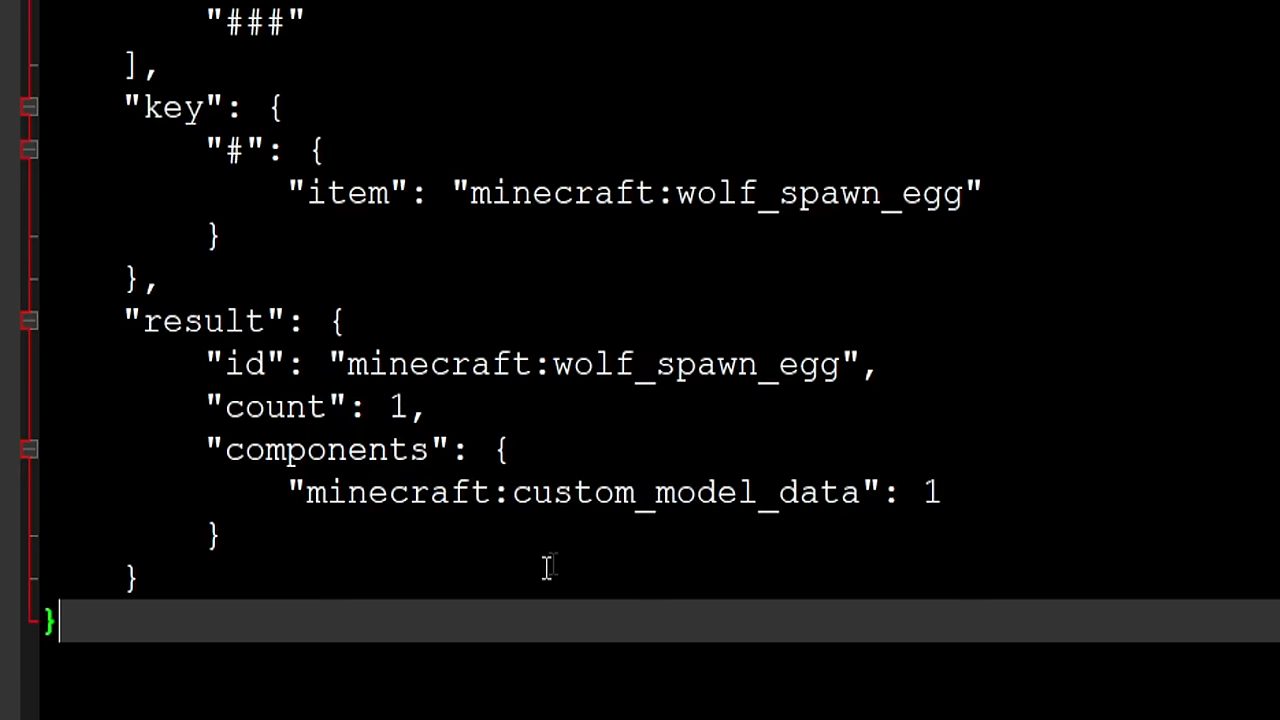 "###"
],
"key": {
"#": {
"item": "minecraft:wolf_spawn_egg"
}
},
"result": {
"id": "minecraft:wolf_spawn_egg",
"count": 1,
"components": {
"minecraft:custom_model_data": 1
}
}
}